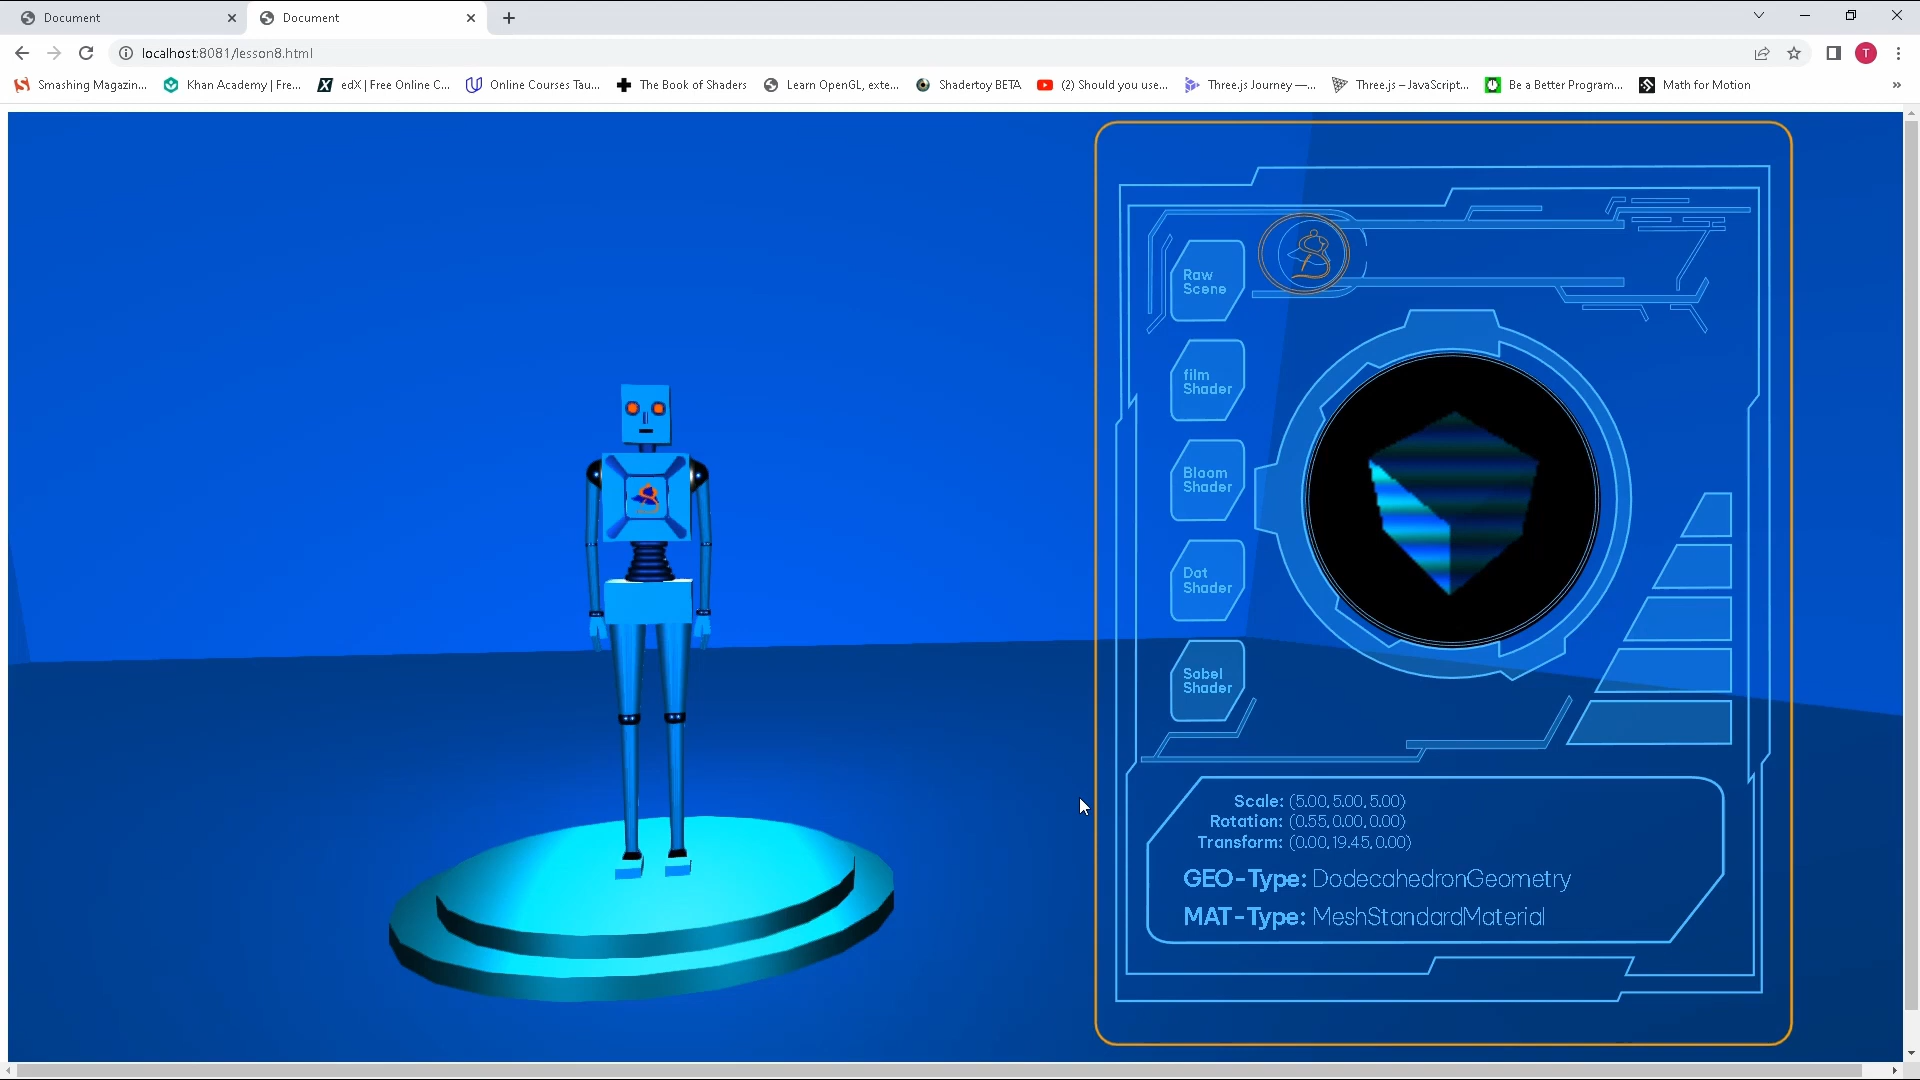 Document
Document
localhost:8081/lesson8.html
T
Smashing Magazin...
Khan Academy | Fre...
edX | Free Online C...
Online Courses Tau...
The Book of Shaders
Learn OpenGL, exte...
Shadertoy BETA
(2) Should you use...
Three.js Journey —...
Three.js – JavaScript...
Be a Better Program...
Math for Motion
»
Raw
Scene
film
Shader
Bloom
Shader
Dot
Shader
Sobel
Shader
Scale: (5.00, 5.00, 5.00)
Rotation: (0.55, 0.00, 0.00)
Transform: (0.00, 19.45, 0.00)
GEO-Type: DodecahedronGeometry
MAT-Type: MeshStandardMaterial